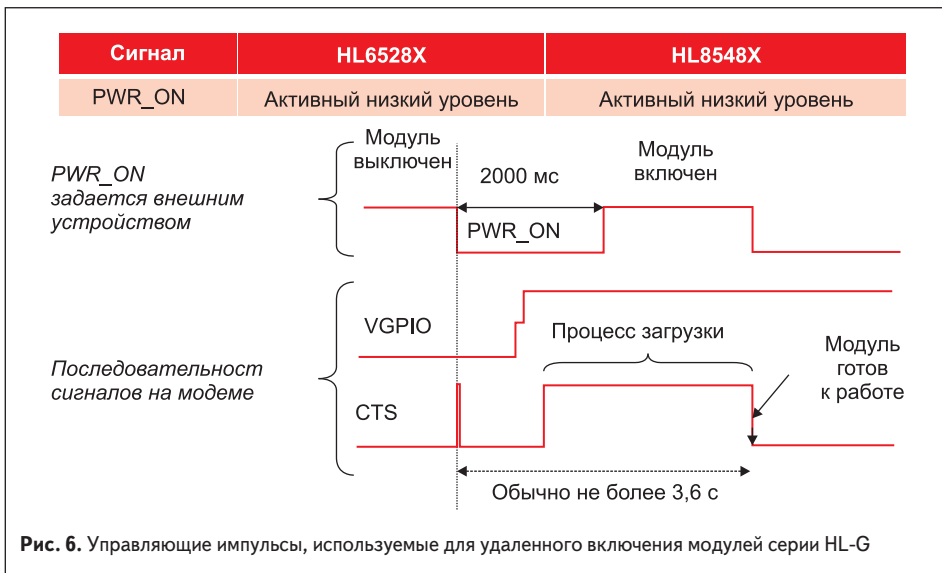 Сигнал HL6528X HL8548X
PWR_ON Активный низкий уровень Активный низкий уровень
PWR_ON
задается внешним
устройством
Модуль
выключен
2000 мс
Модуль
включен
PWR_ON
Последовательност
сигналов на модеме
VGPIO
Процесс загрузки
Модуль
готов
к работе
CTS
Обычно не более 3,6 с
Рис. 6. Управляющие импульсы, используемые для удаленного включения модулей серии HL-G